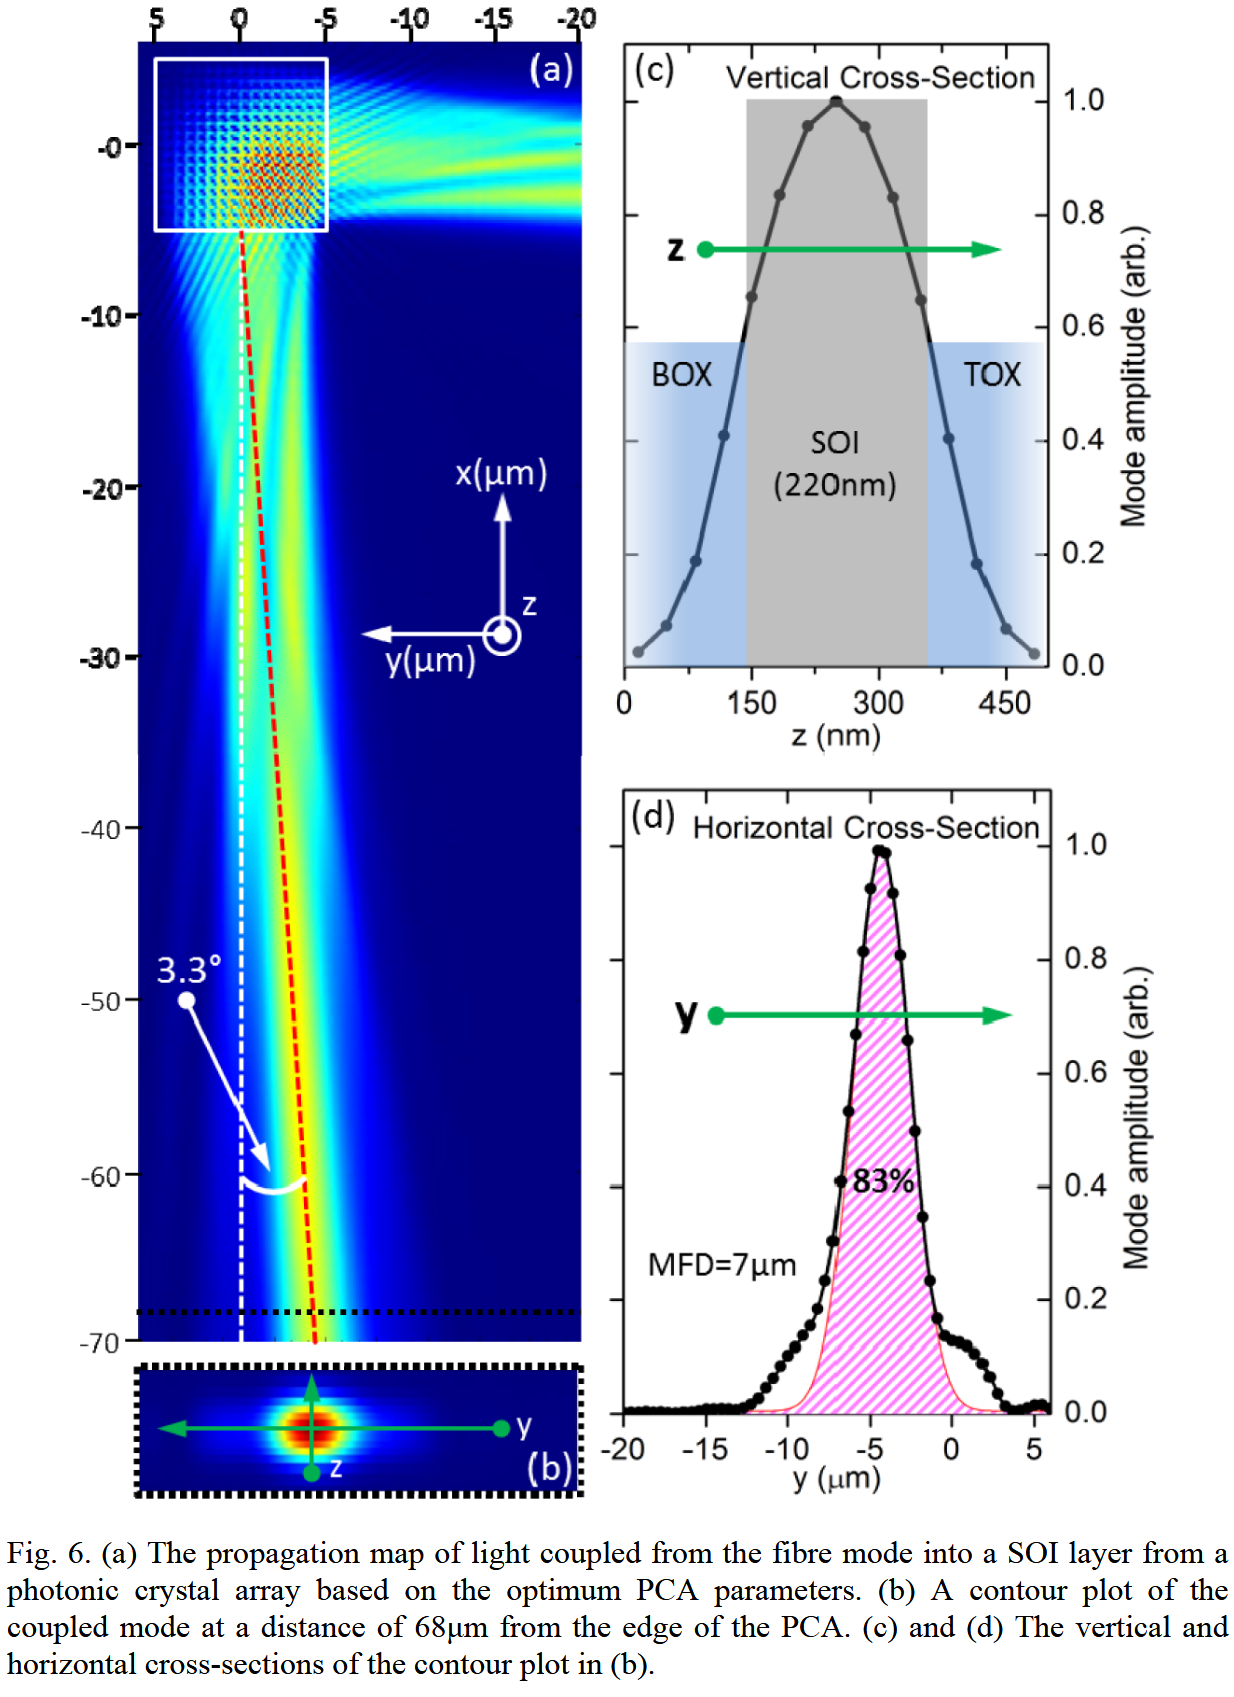 5 0 -5 -10 -15 -20
(a)
-0
-10
-20
-30
-40
-50
-60
-70
x(μm)
z
y(μm)
3.3°
y
z
(b)
(c)
Vertical Cross-Section
1.0
0.8
0.6
0.4
0.2
0.0
z
BOX
TOX
SOI
(220nm)
Mode amplitude (arb.)
0 150 300 450
z (nm)
(d)
Horizontal Cross-Section
1.0
0.8
0.6
0.4
0.2
0.0
y
83%
MFD=7μm
Mode amplitude (arb.)
-20 -15 -10 -5 0 5
y (μm)
Fig. 6. (a) The propagation map of light coupled from the fibre mode into a SOI layer from a
photonic crystal array based on the optimum PCA parameters. (b) A contour plot of the
coupled mode at a distance of 68μm from the edge of the PCA. (c) and (d) The vertical and
horizontal cross-sections of the contour plot in (b).